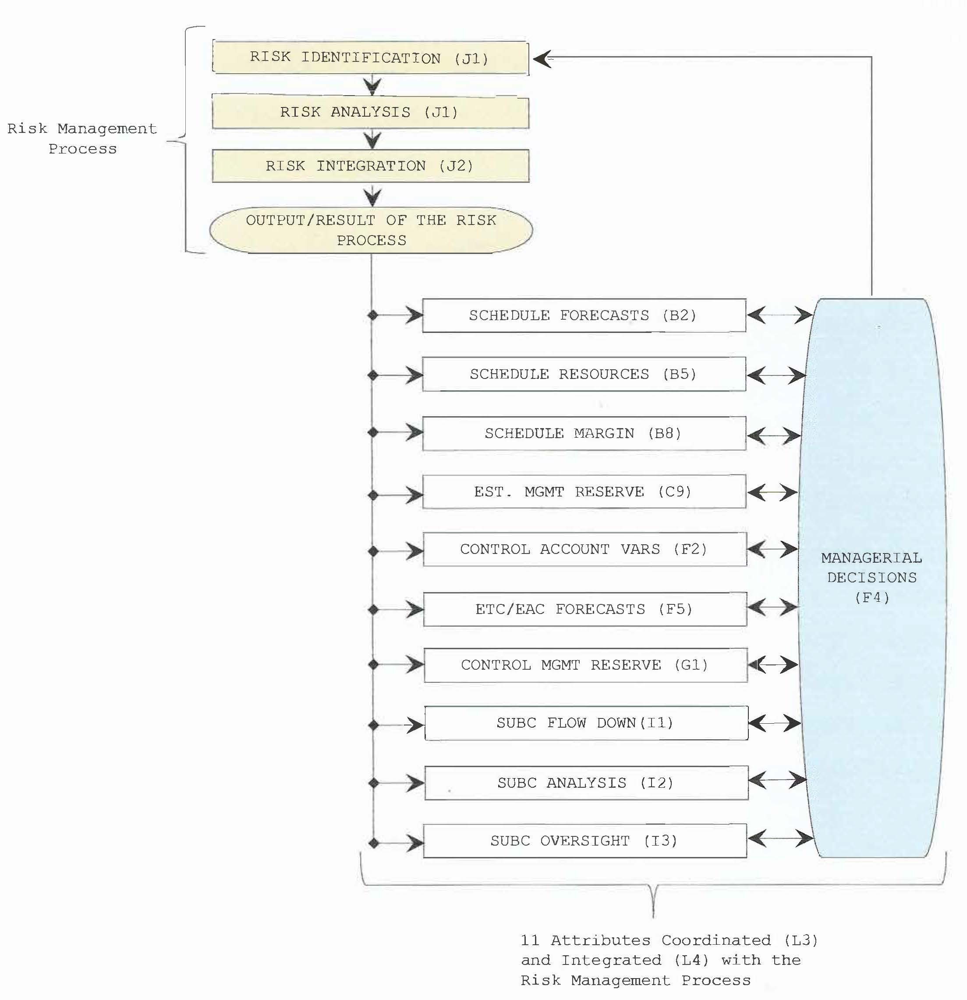 RISK IDENTIFICATION (J1)
RISK ANALYSIS (J1)
Risk Management
Process
RISK INTEGRATION (J2)
OUTPUT/RESULT OF THE RISK
PROCESS
SCHEDULE FORECASTS (B2)
SCHEDULE RESOURCES (B5)
SCHEDULE MARGIN (B8)
EST. MGMT RESERVE (C9)
CONTROL ACCOUNT VARS (F2)
ETC/EAC FORECASTS (F5)
CONTROL MGMT RESERVE (G1)
SUBC FLOW DOWN(I1)
SUBC ANALYSIS (I2)
SUBC OVERSIGHT (I3)
MANAGERIAL
DECISIONS
(F4)
11 Attributes Coordinated (L3)
and Integrated (L4) with the
Risk Management Process